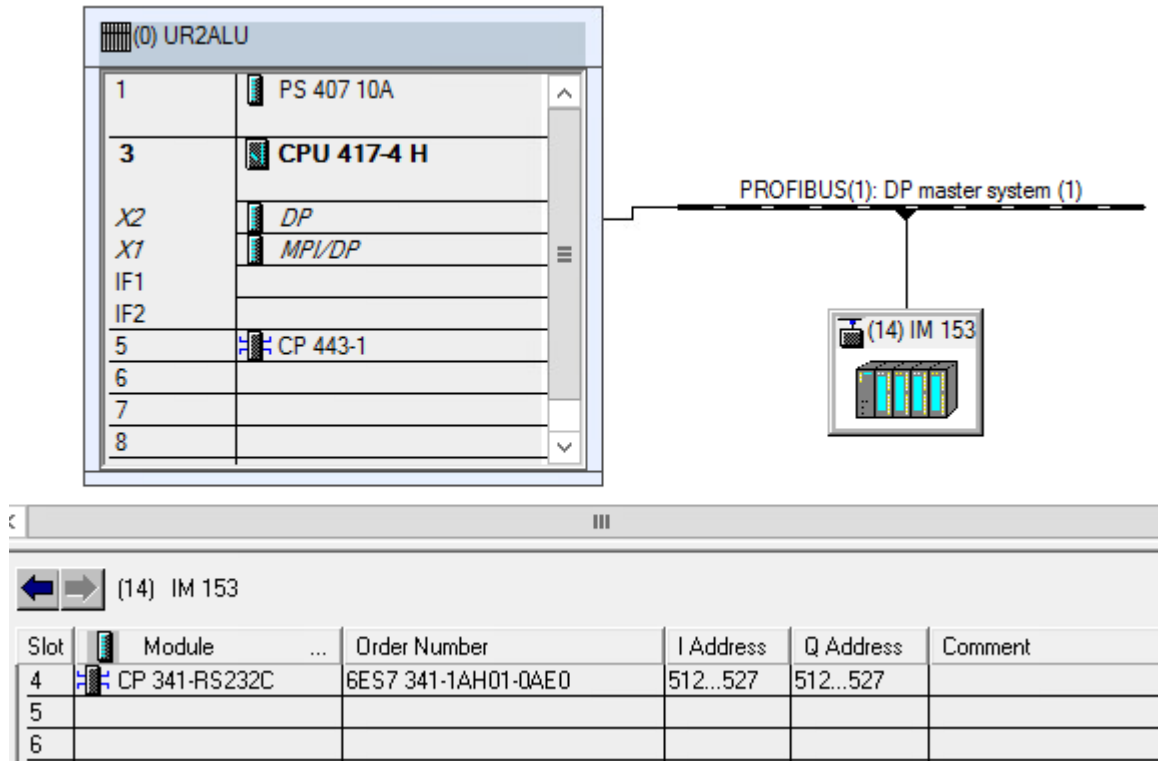 (0) UR2ALU
1 PS 407 10A
3 CPU 417-4 H
X2 DP
X1 MPI/DP
IF1
IF2
5 CP 443-1
6
7
8
PROFIBUS(1): DP master system (1)
(14) IM 153
(14) IM 153
Slot Module ... Order Number I Address Q Address Comment
4 CP 341-RS232C 6ES7 341-1AH01-0AE0 512...527 512...527
5
6